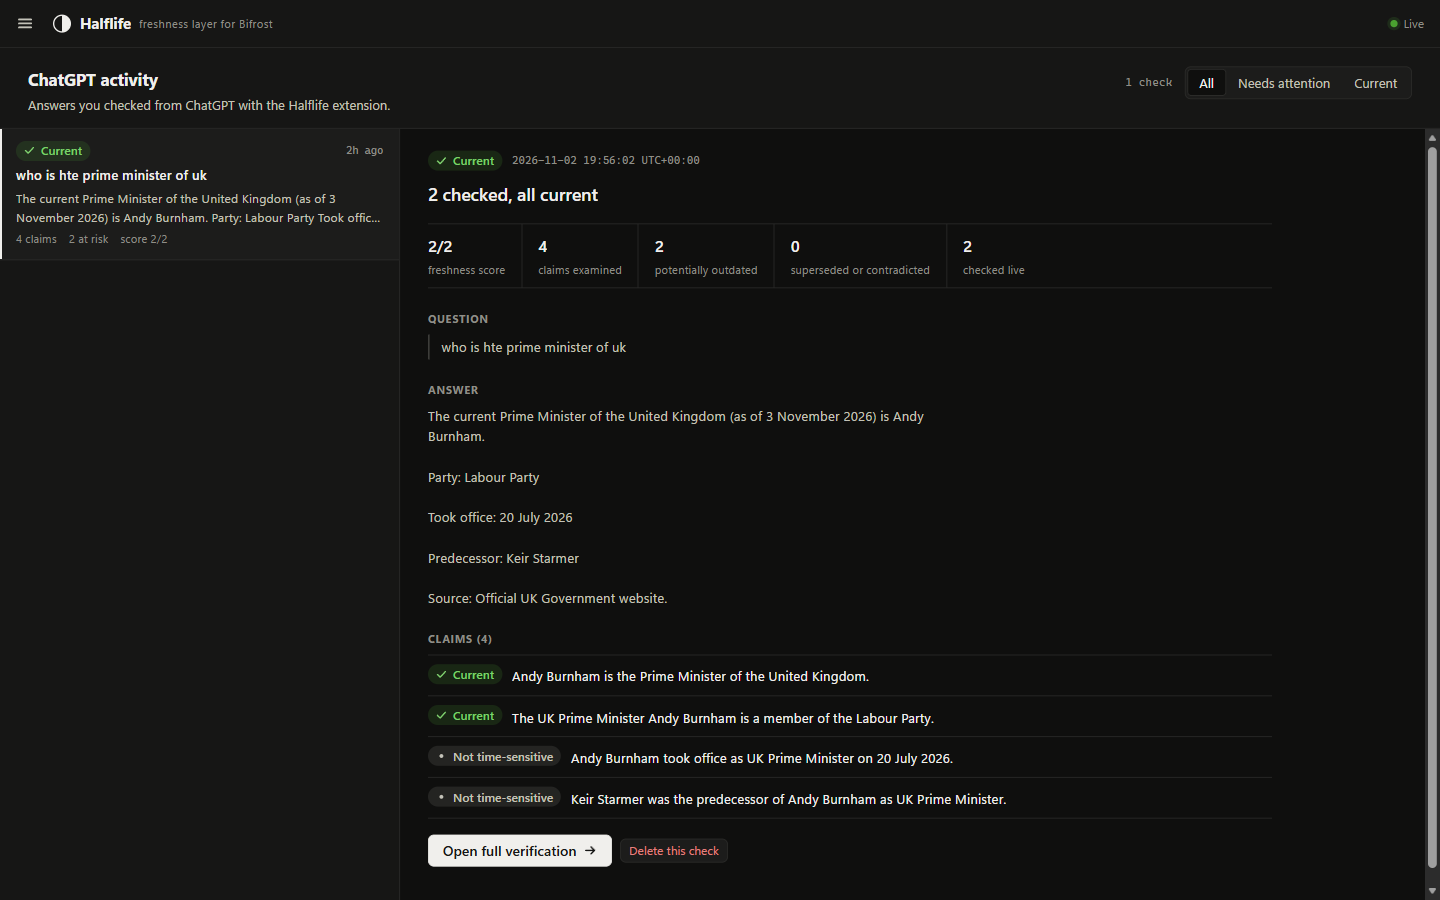 Halflife freshness layer for Bifrost
Live
ChatGPT activity
Answers you checked from ChatGPT with the Halflife extension.
1 check
All Needs attention Current
Current 2h ago
who is hte prime minister of uk
The current Prime Minister of the United Kingdom (as of 3
November 2026) is Andy Burnham. Party: Labour Party Took offic...
4 claims 2 at risk score 2/2
Current 2026-11-02 19:56:02 UTC+00:00
2 checked, all current
2/2 4 2 0 2
freshness score claims examined potentially outdated superseded or contradicted checked live
QUESTION
who is hte prime minister of uk
ANSWER
The current Prime Minister of the United Kingdom (as of 3 November 2026) is Andy
Burnham.
Party: Labour Party
Took office: 20 July 2026
Predecessor: Keir Starmer
Source: Official UK Government website.
CLAIMS (4)
Current Andy Burnham is the Prime Minister of the United Kingdom.
Current The UK Prime Minister Andy Burnham is a member of the Labour Party.
Not time-sensitive Andy Burnham took office as UK Prime Minister on 20 July 2026.
Not time-sensitive Keir Starmer was the predecessor of Andy Burnham as UK Prime Minister.
Open full verification → Delete this check